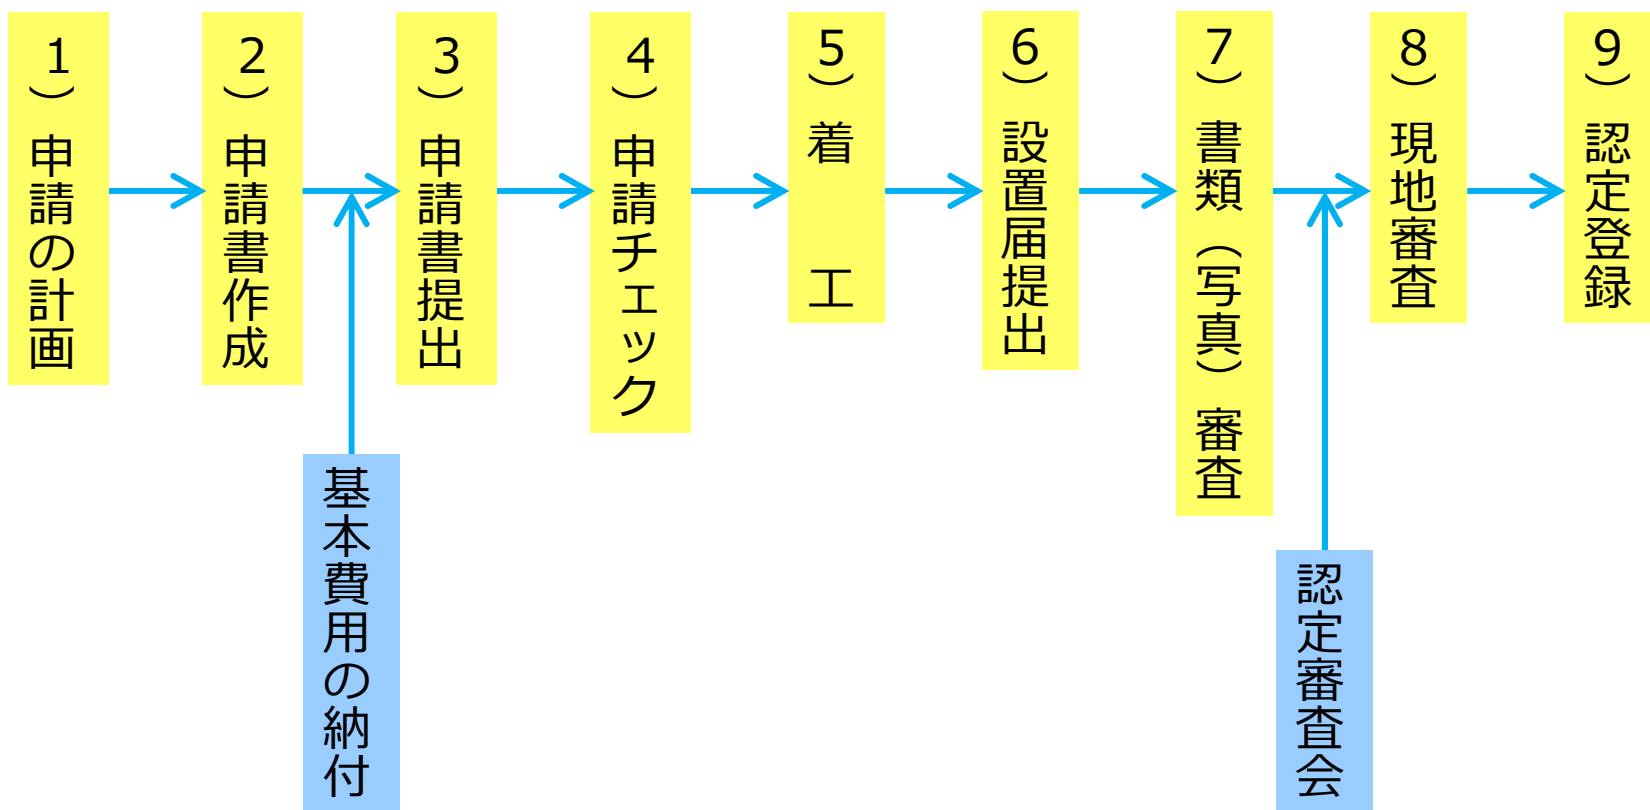 １）申請の計画
２）申請書作成
３）申請書提出
４）申請チェック
５）着　　工
６）設置届提出
７）書類（写真）審査
８）現地審査
９）認定登録
基本費用の納付
認定審査会